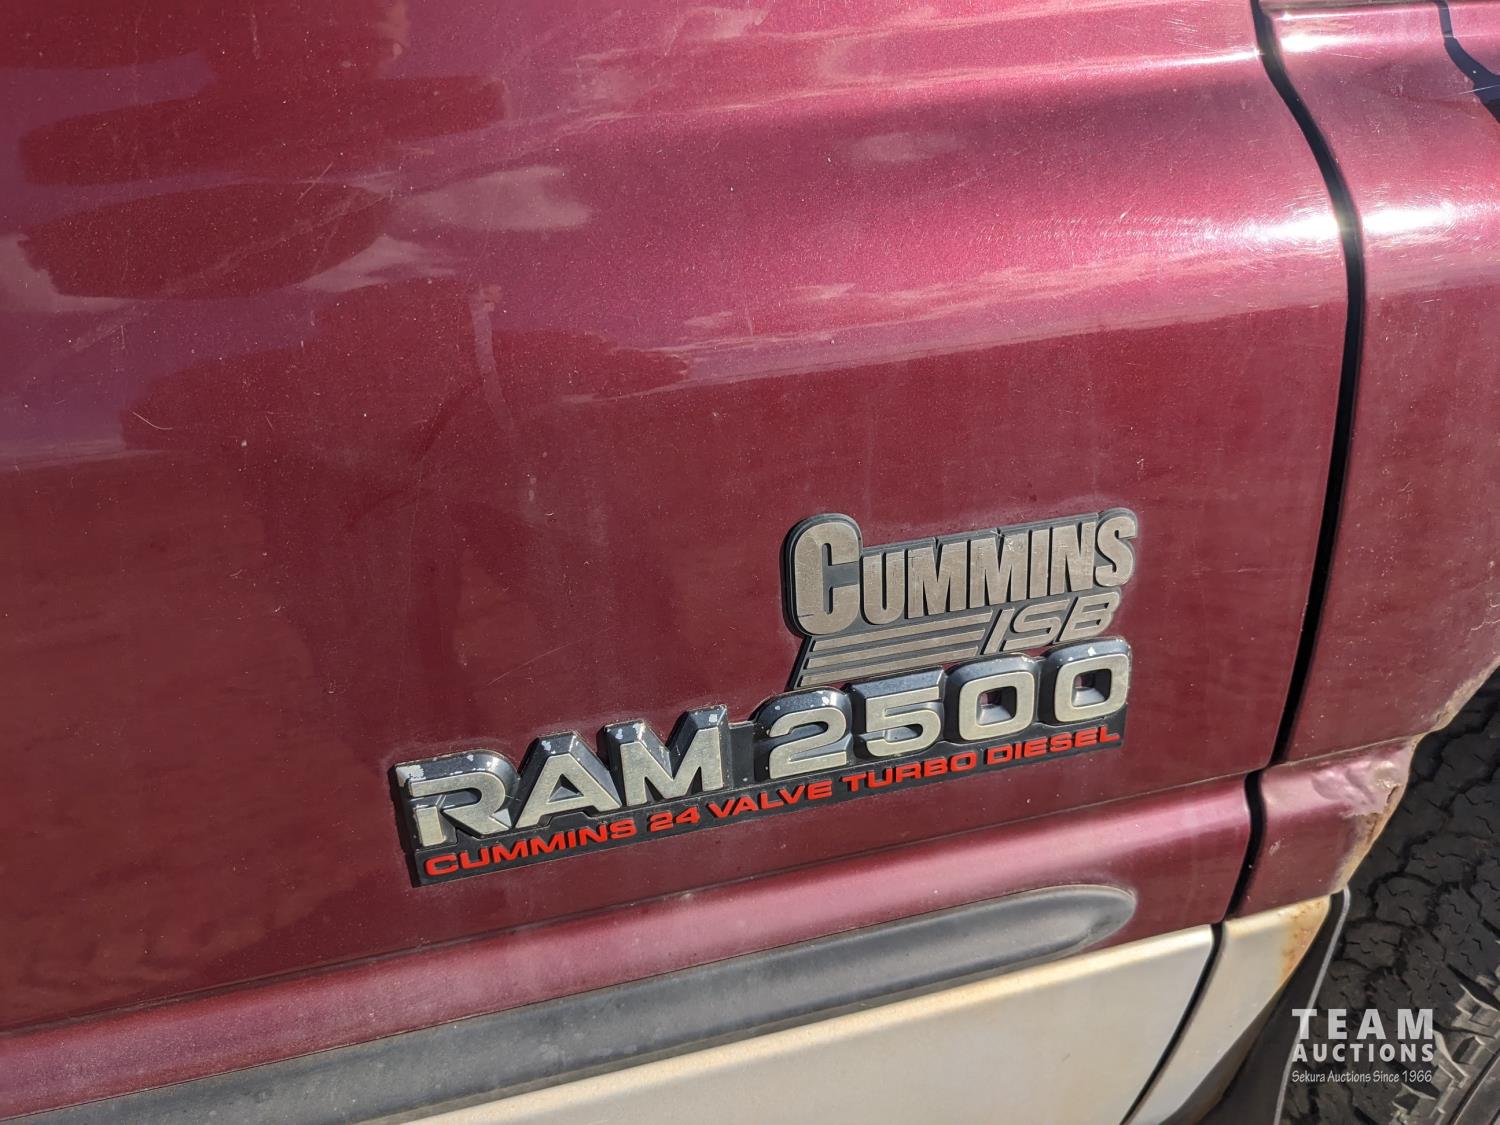 CUMMINS
ISB
RAM 2500
CUMMINS 24 VALVE TURBO DIESEL
TEAM
AUCTIONS
Sekura Auctions Since 1966